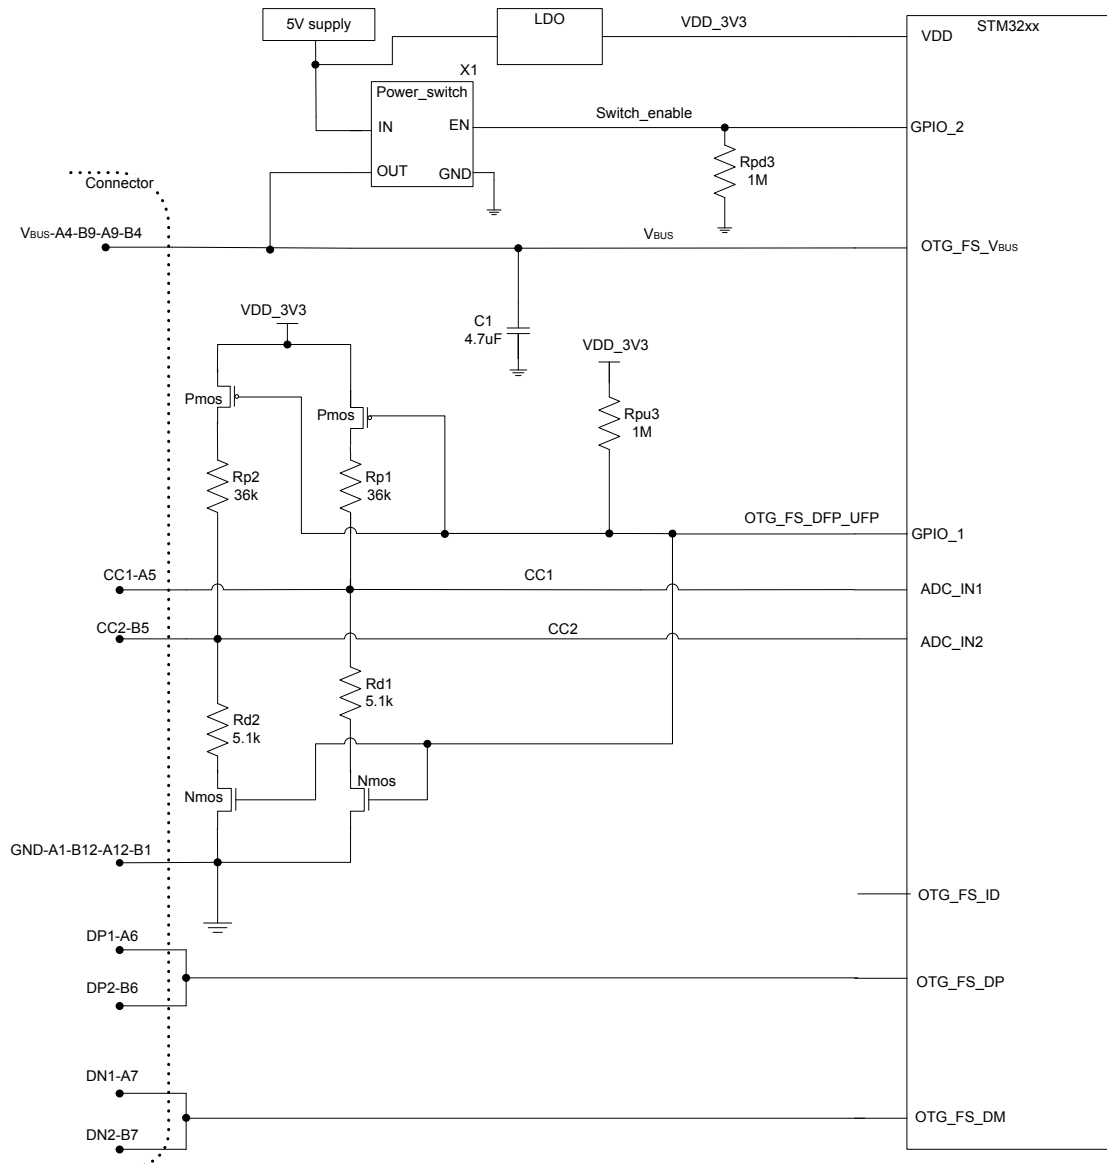 5V supply
LDO
VDD_3V3
STM32xx
VDD
X1
Power_switch
IN
EN
Switch_enable
GPIO_2
OUT
GND
Rpd3
1M
Connector
VBUS-A4-B9-A9-B4
VBUS
OTG_FS_VBUS
VDD_3V3
C1
4.7uF
VDD_3V3
Pmos
Pmos
Rpu3
1M
Rp2
36k
Rp1
36k
OTG_FS_DFP_UFP
GPIO_1
CC1-A5
CC1
ADC_IN1
CC2-B5
CC2
ADC_IN2
Rd1
5.1k
Rd2
5.1k
Nmos
Nmos
GND-A1-B12-A12-B1
OTG_FS_ID
DP1-A6
DP2-B6
OTG_FS_DP
DN1-A7
DN2-B7
OTG_FS_DM